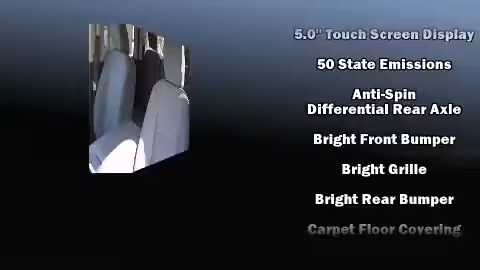 5.0" Touch Screen Display
50 State Emissions
Anti-Spin
Differential Rear Axle
Bright Front Bumper
Bright Grille
Bright Rear Bumper
Carpet Floor Covering